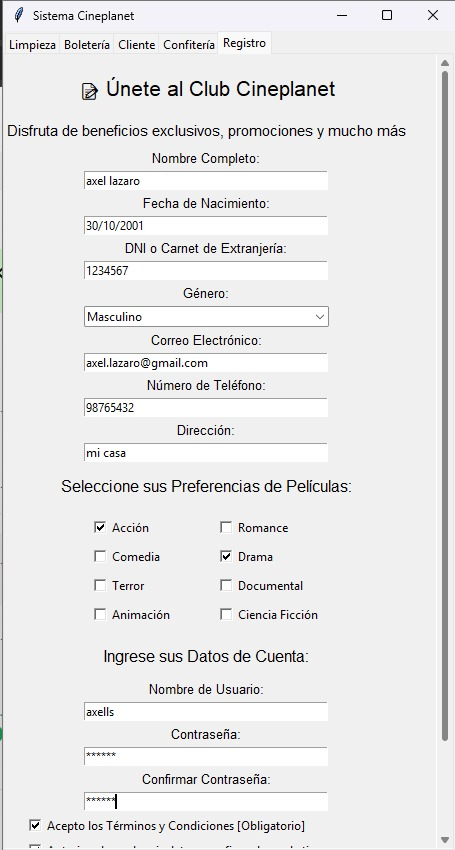 Sistema Cineplanet
Limpieza Boletería Cliente Confitería Registro
Únete al Club Cineplanet
Disfruta de beneficios exclusivos, promociones y mucho más
Nombre Completo:
axel lazaro
Fecha de Nacimiento:
30/10/2001
DNI o Carnet de Extranjería:
1234567
Género:
Masculino
Correo Electrónico:
axel.lazaro@gmail.com
Número de Teléfono:
98765432
Dirección:
mi casa
Seleccione sus Preferencias de Películas:
Acción Romance
Comedia Drama
Terror Documental
Animación Ciencia Ficción
Ingrese sus Datos de Cuenta:
Nombre de Usuario:
axells
Contraseña:
******
Confirmar Contraseña:
******
Acepto los Términos y Condiciones [Obligatorio]